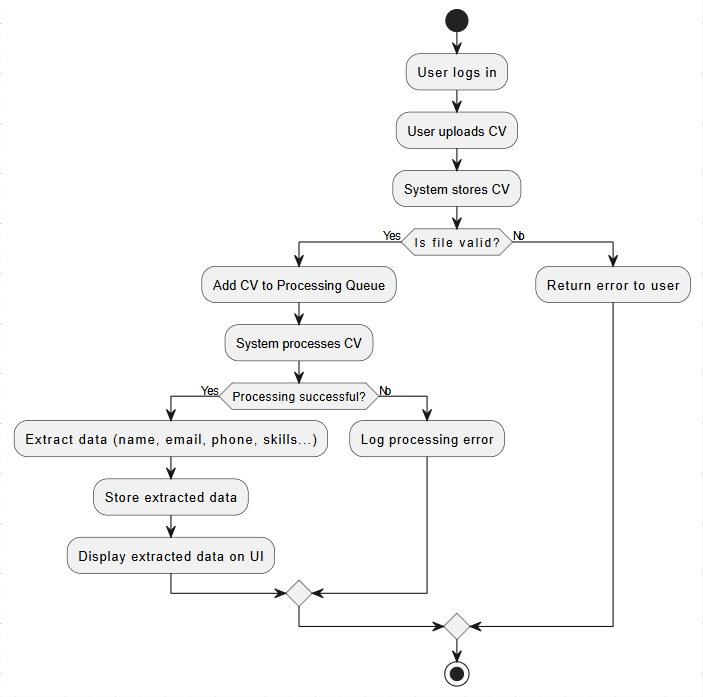 User logs in
User uploads CV
System stores CV
Yes
Is file valid?
No
Add CV to Processing Queue
Return error to user
System processes CV
Yes
Processing successful?
No
Extract data (name, email, phone, skills...)
Log processing error
Store extracted data
Display extracted data on UI